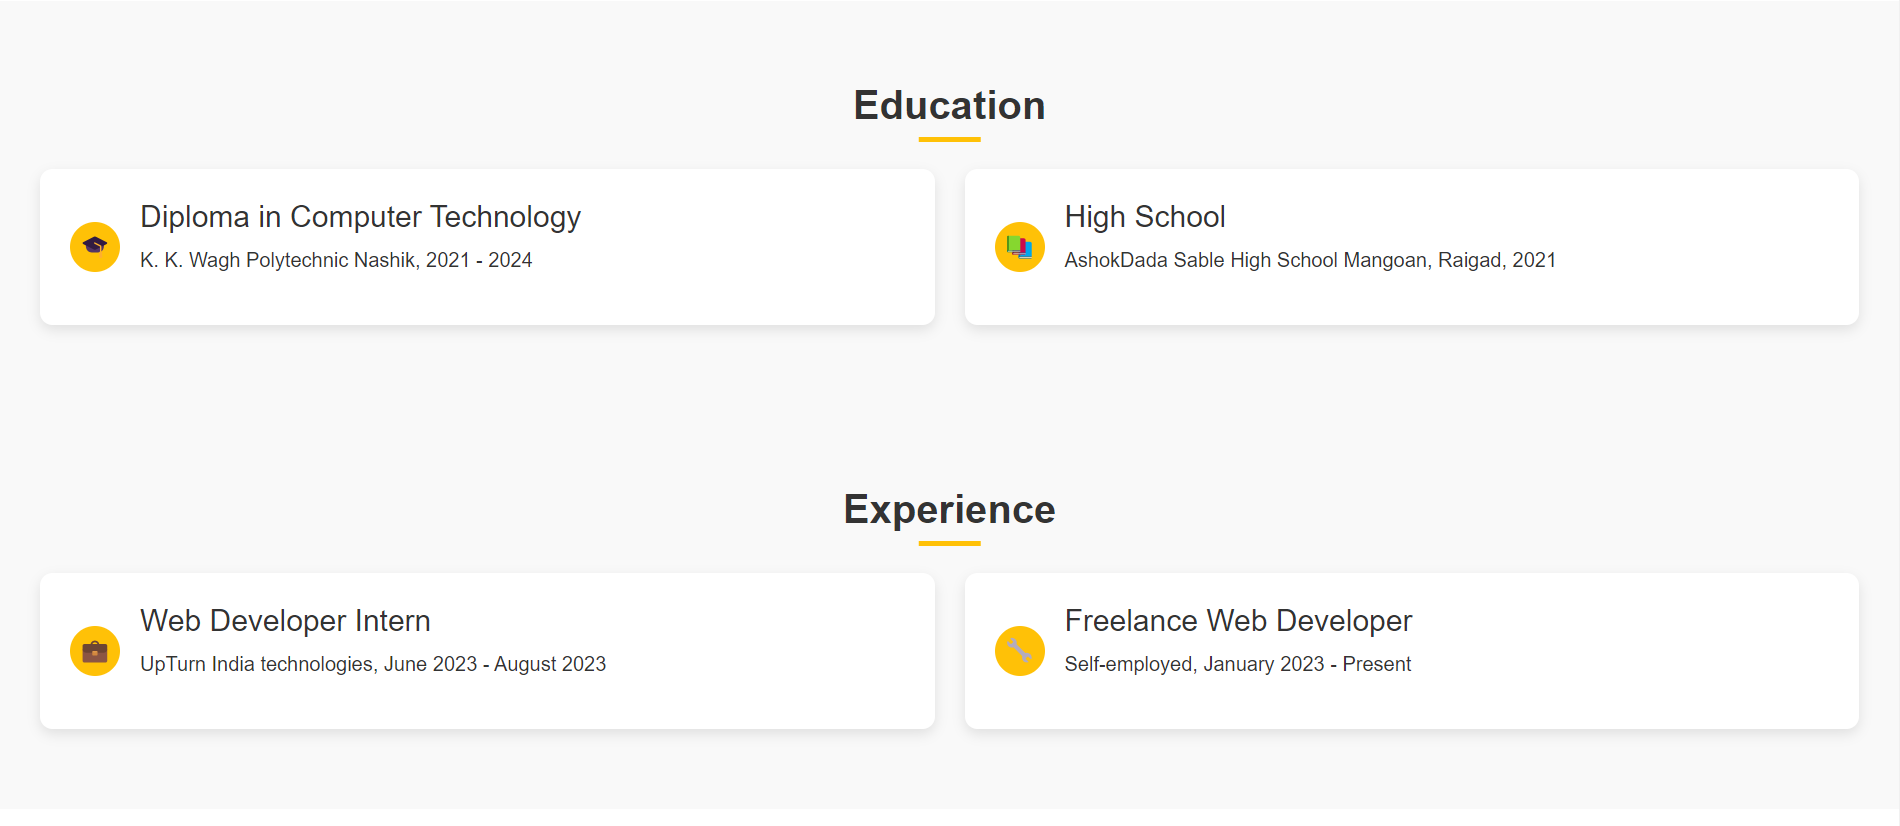 Education
Diploma in Computer Technology
K. K. Wagh Polytechnic Nashik, 2021 - 2024
High School
AshokDada Sable High School Mangoan, Raigad, 2021
Experience
Web Developer Intern
UpTurn India technologies, June 2023 - August 2023
Freelance Web Developer
Self-employed, January 2023 - Present